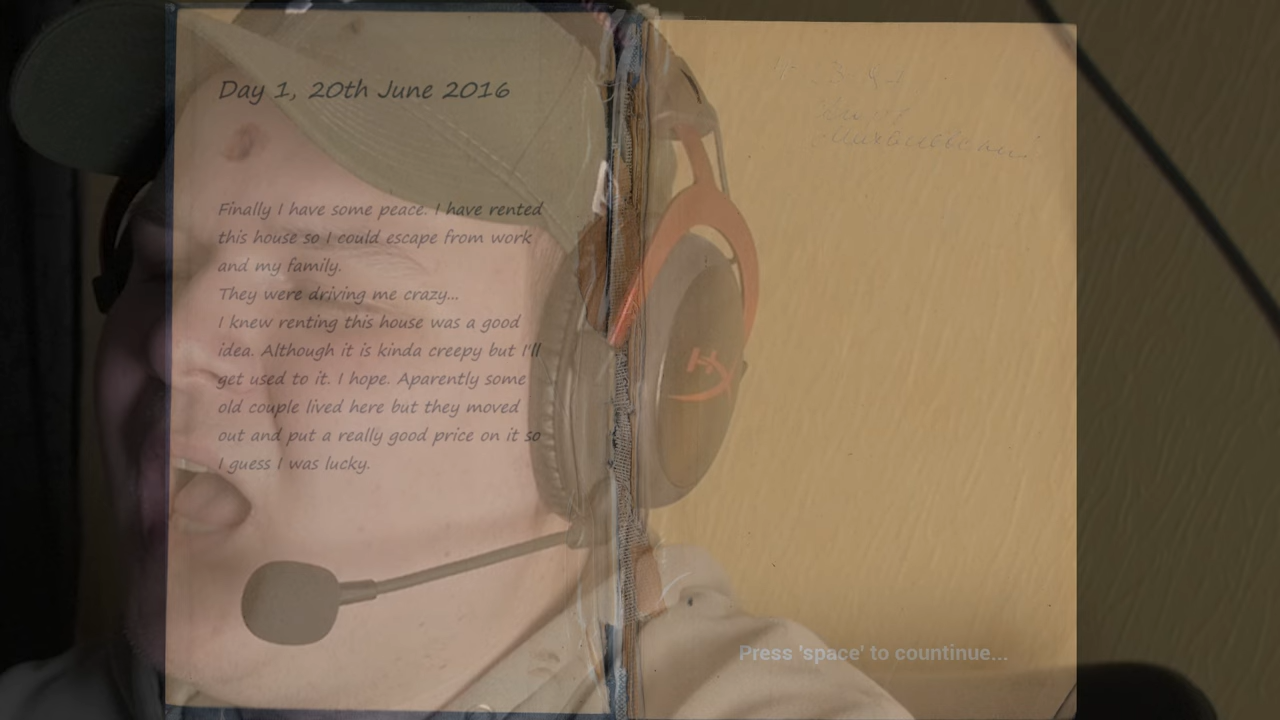 Day 1, 20th June 2016
Finally I have some peace. I have rented
this house so I could escape from work
and my family.
They were driving me crazy...
I knew renting this house was a good
idea. Although it is kinda creepy but I'll
get used to it. I hope. Aparently some
old couple lived here but they moved
out and put a really good price on it so
I guess I was lucky.
Press 'space' to countinue...